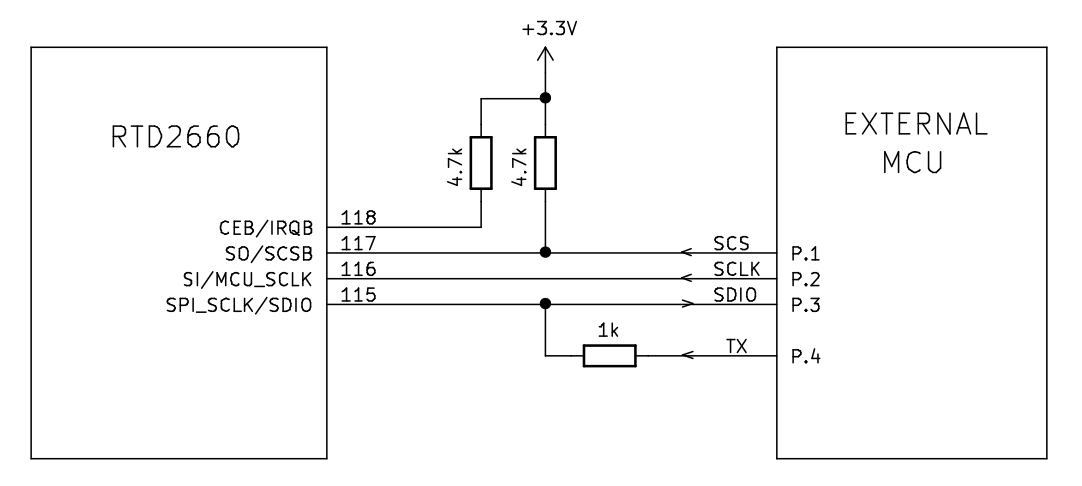 +3.3V
RTD2660
EXTERNAL
MCU
4.7k
4.7k
CEB/IRQB
118
SO/SCSB
117
SCS
P.1
SI/MCU_SCLK
116
SCLK
P.2
SPI_SCLK/SDIO
115
SDIO
P.3
1k
TX
P.4